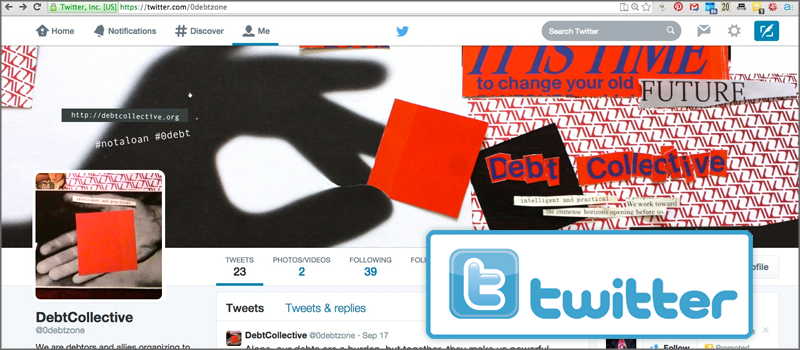 Twitter, Inc. [US] https://twitter.com/0debtzone
20
Home Notifications Discover Me Search Twitter
IT IS TIME
to change your old
FUTURE
http://debtcollective.org
#notaloan #0debt
Debt Collective
intelligent and practical
We work toward
the immense horizons opening before us.
intelligent and practical
TWEETS PHOTOS/VIDEOS FOLLOWING
23 2 39
t twitter
Tweets Tweets & replies
DebtCollective
@0debtzone
DebtCollective @0debtzone · Sep 17
Follow Promoted
We are debtors and allies organizing to
Alone, our debts are a burden, but together, they make us powerful